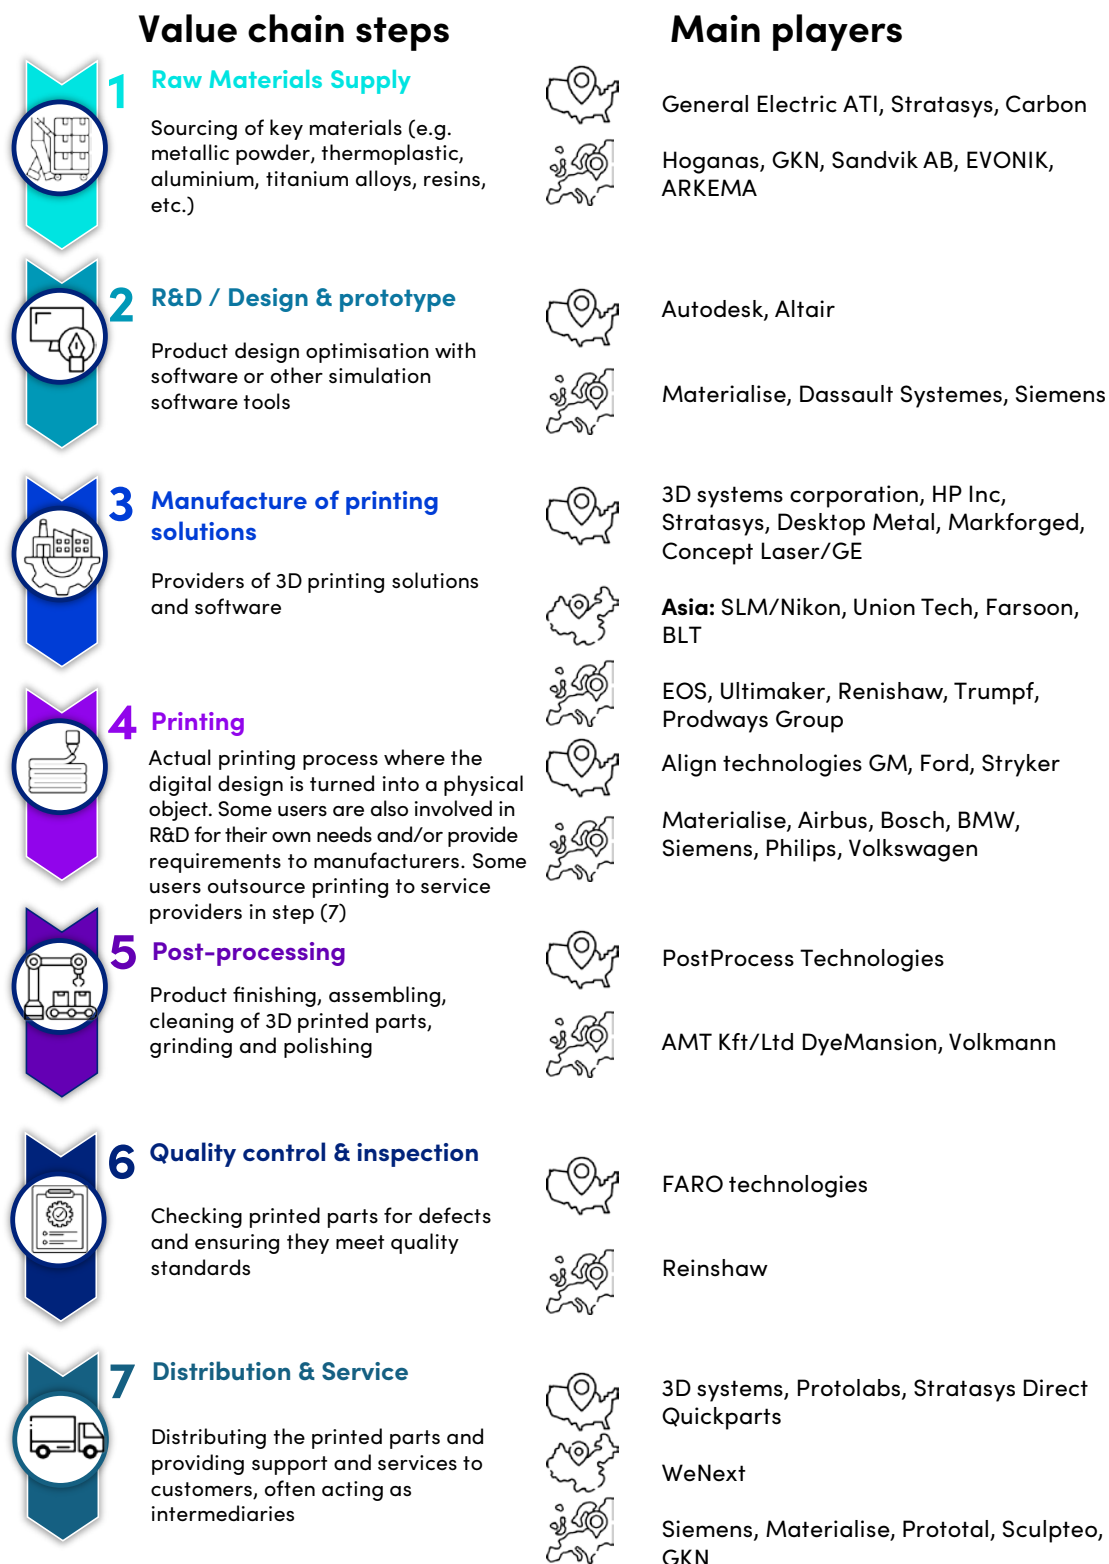 Value chain steps
Main players
1 Raw Materials Supply
Sourcing of key materials (e.g.
metallic powder, thermoplastic,
aluminium, titanium alloys, resins,
etc.)
General Electric ATI, Stratasys, Carbon
Hoganas, GKN, Sandvik AB, EVONIK,
ARKEMA
2 R&D / Design & prototype
Product design optimisation with
software or other simulation
software tools
Autodesk, Altair
Materialise, Dassault Systemes, Siemens
3 Manufacture of printing
solutions
Providers of 3D printing solutions
and software
3D systems corporation, HP Inc,
Stratasys, Desktop Metal, Markforged,
Concept Laser/GE
Asia: SLM/Nikon, Union Tech, Farsoon,
BLT
EOS, Ultimaker, Renishaw, Trumpf,
Prodways Group
4 Printing
Actual printing process where the
digital design is turned into a physical
object. Some users are also involved in
R&D for their own needs and/or provide
requirements to manufacturers. Some
users outsource printing to service
providers in step (7)
Align technologies GM, Ford, Stryker
Materialise, Airbus, Bosch, BMW,
Siemens, Philips, Volkswagen
5 Post-processing
Product finishing, assembling,
cleaning of 3D printed parts,
grinding and polishing
PostProcess Technologies
AMT Kft/Ltd DyeMansion, Volkmann
6 Quality control & inspection
Checking printed parts for defects
and ensuring they meet quality
standards
FARO technologies
Reinshaw
7 Distribution & Service
Distributing the printed parts and
providing support and services to
customers, often acting as
intermediaries
3D systems, Protolabs, Stratasys Direct
Quickparts
WeNext
Siemens, Materialise, Prototal, Sculpteo,
GKN